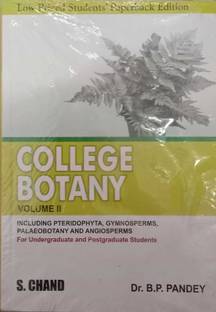 Low Priced Students' Paperback Edition
COLLEGE
BOTANY
VOLUME II
INCLUDING PTERIDOPHYTA, GYMNOSPERMS,
PALAEOBOTANY AND ANGIOSPERMS
For Undergraduate and Postgraduate Students
S. CHAND
Dr. B.P. PANDEY